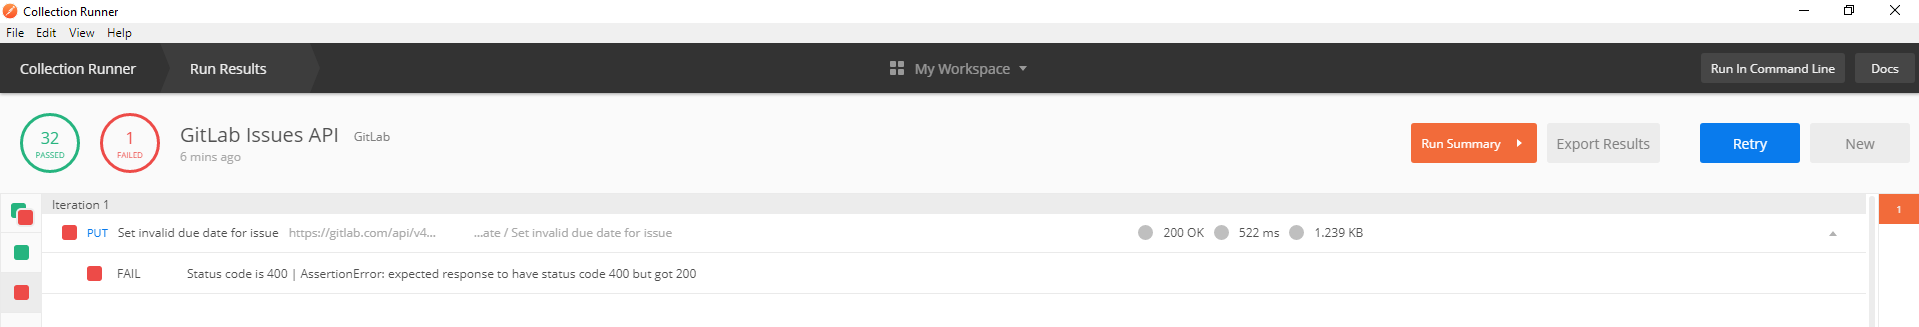 Collection Runner
File Edit View Help
Collection Runner Run Results My Workspace Run In Command Line Docs
32 PASSED 1 FAILED GitLab Issues API GitLab
6 mins ago
Run Summary Export Results Retry New
Iteration 1
1
PUT Set invalid due date for issue https://gitlab.com/api/v4... ...ate / Set invalid due date for issue 200 OK 522 ms 1.239 KB
FAIL Status code is 400 | AssertionError: expected response to have status code 400 but got 200